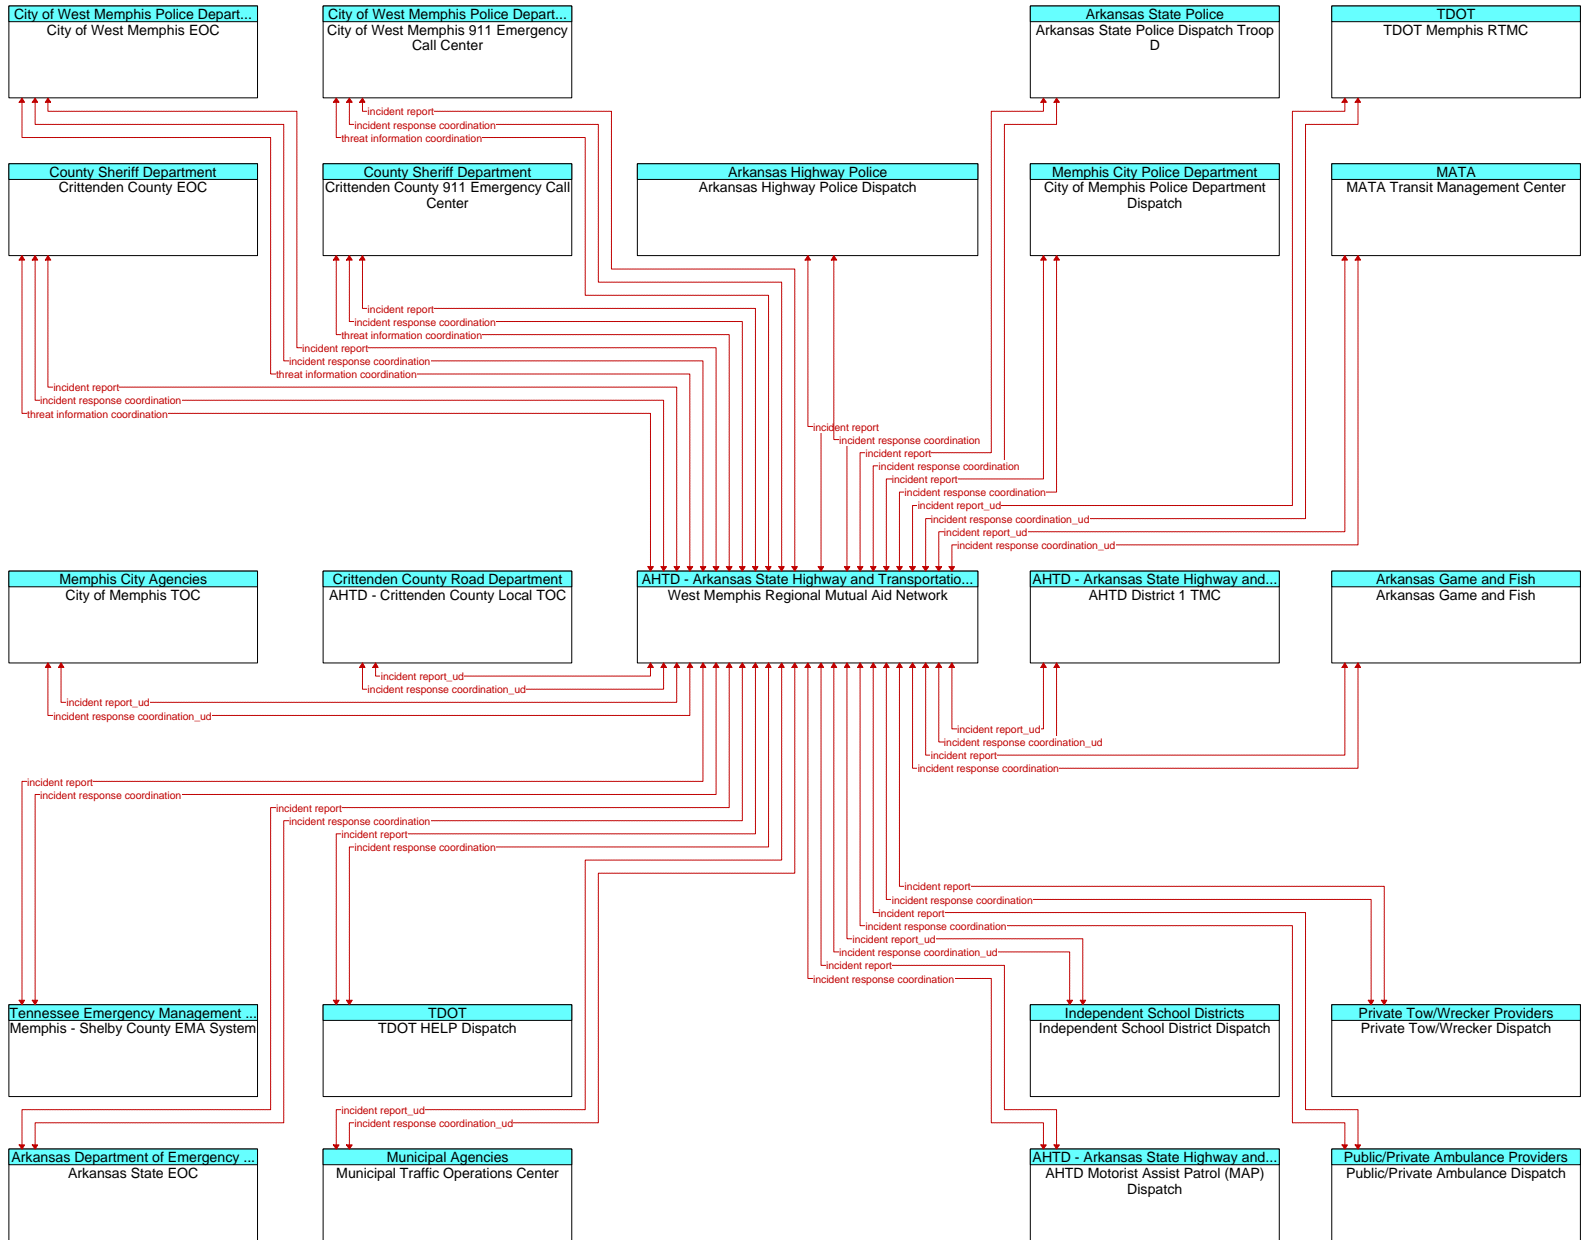 City of West Memphis Police Depart...
City of West Memphis EOC
City of West Memphis Police Depart...
City of West Memphis 911 Emergency
Call Center
Arkansas State Police
Arkansas State Police Dispatch Troop
D
TDOT
TDOT Memphis RTMC
incident report
incident response coordination
threat information coordination
County Sheriff Department
Crittenden County EOC
County Sheriff Department
Crittenden County 911 Emergency Call
Center
Arkansas Highway Police
Arkansas Highway Police Dispatch
Memphis City Police Department
City of Memphis Police Department
Dispatch
MATA
MATA Transit Management Center
incident report
incident response coordination
threat information coordination
incident report
incident response coordination
threat information coordination
incident report
incident response coordination
threat information coordination
incident report
incident response coordination
incident report
incident response coordination
incident report
incident response coordination
incident report_ud
incident response coordination_ud
incident report_ud
incident response coordination_ud
Memphis City Agencies
City of Memphis TOC
Crittenden County Road Department
AHTD - Crittenden County Local TOC
AHTD - Arkansas State Highway and Transportatio...
West Memphis Regional Mutual Aid Network
AHTD - Arkansas State Highway and...
AHTD District 1 TMC
Arkansas Game and Fish
Arkansas Game and Fish
incident report_ud
incident response coordination_ud
incident report_ud
incident response coordination_ud
incident report_ud
incident response coordination_ud
incident report
incident response coordination
incident report
incident response coordination
incident report
incident response coordination
incident report
incident response coordination
incident report
incident response coordination
incident report
incident response coordination
incident report_ud
incident response coordination_ud
incident report
incident response coordination
Tennessee Emergency Management ...
Memphis - Shelby County EMA System
TDOT
TDOT HELP Dispatch
Independent School Districts
Independent School District Dispatch
Private Tow/Wrecker Providers
Private Tow/Wrecker Dispatch
incident report_ud
incident response coordination_ud
Arkansas Department of Emergency ...
Arkansas State EOC
Municipal Agencies
Municipal Traffic Operations Center
AHTD - Arkansas State Highway and...
AHTD Motorist Assist Patrol (MAP)
Dispatch
Public/Private Ambulance Providers
Public/Private Ambulance Dispatch